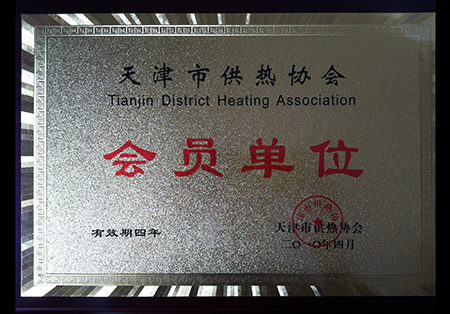 天津市供热协会
Tianjin District Heating Association
会员单位
有效期四年
天津市供热协会
二〇一〇年四月